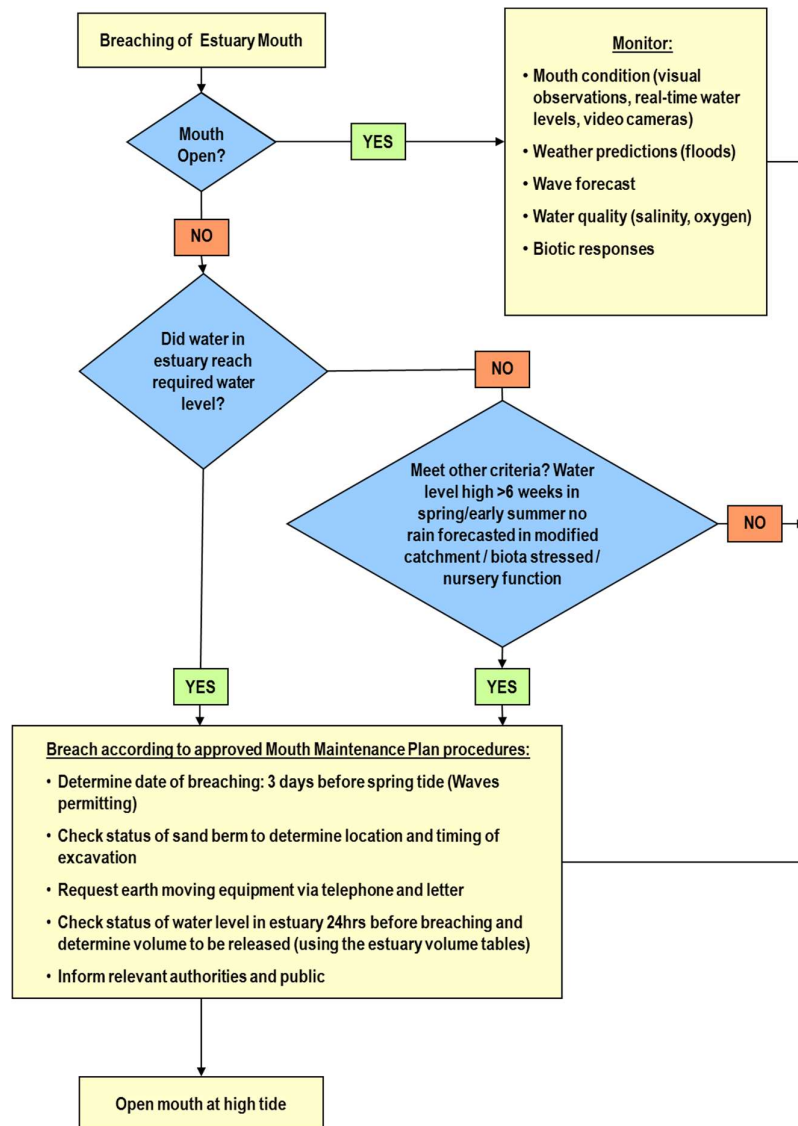 Breaching of Estuary Mouth
Mouth
Open?
YES
Monitor:
• Mouth condition (visual
observations, real-time water
levels, video cameras)
• Weather predictions (floods)
• Wave forecast
• Water quality (salinity, oxygen)
• Biotic responses
NO
Did water in
estuary reach
required water
level?
NO
Meet other criteria? Water
level high >6 weeks in
spring/early summer no
rain forecasted in modified
catchment / biota stressed /
nursery function
NO
YES
YES
Breach according to approved Mouth Maintenance Plan procedures:
• Determine date of breaching: 3 days before spring tide (Waves
permitting)
• Check status of sand berm to determine location and timing of
excavation
• Request earth moving equipment via telephone and letter
• Check status of water level in estuary 24hrs before breaching and
determine volume to be released (using the estuary volume tables)
• Inform relevant authorities and public
Open mouth at high tide